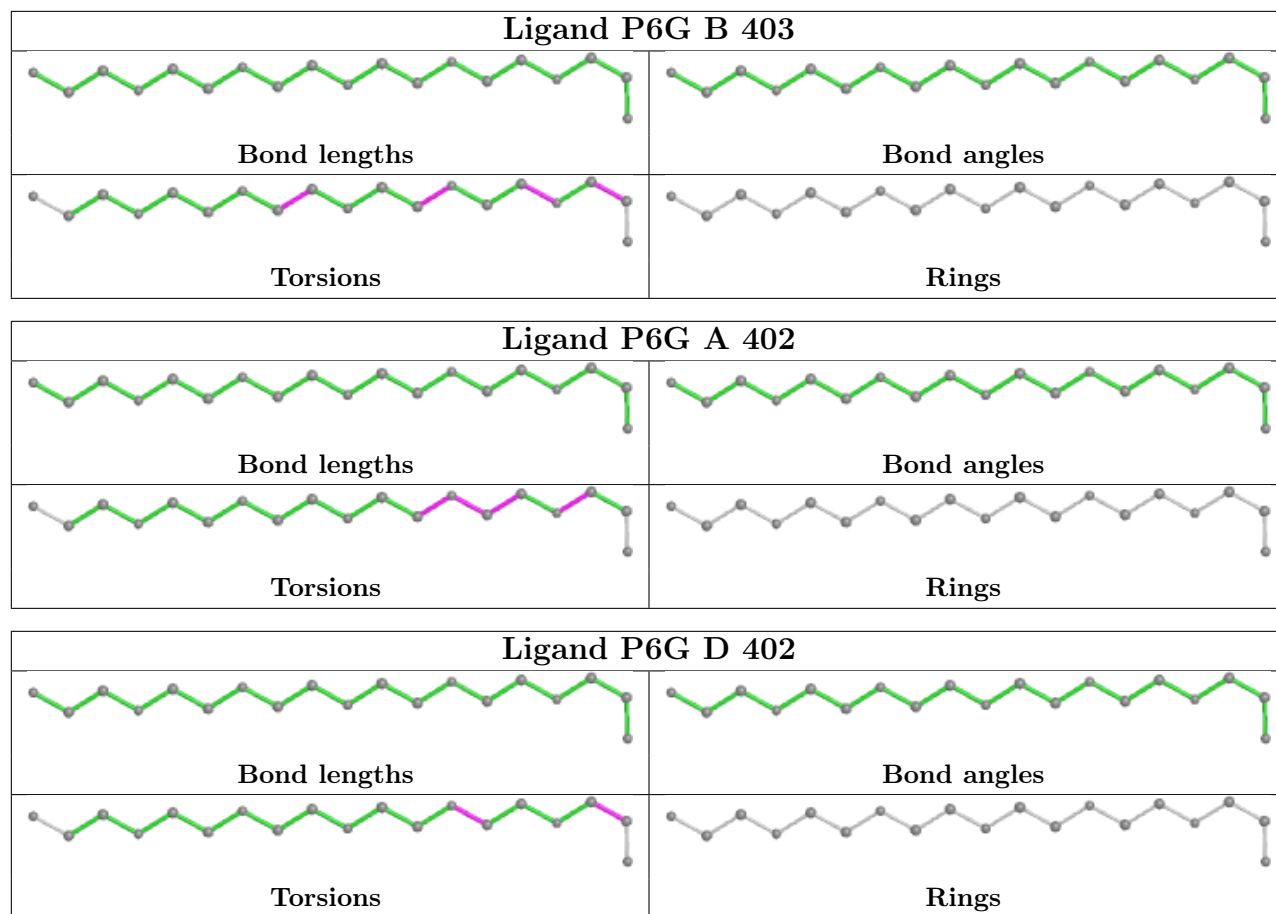 Ligand P6G B 403
Bond lengths
Bond angles
Torsions
Rings
Ligand P6G A 402
Bond lengths
Bond angles
Torsions
Rings
Ligand P6G D 402
Bond lengths
Bond angles
Torsions
Rings